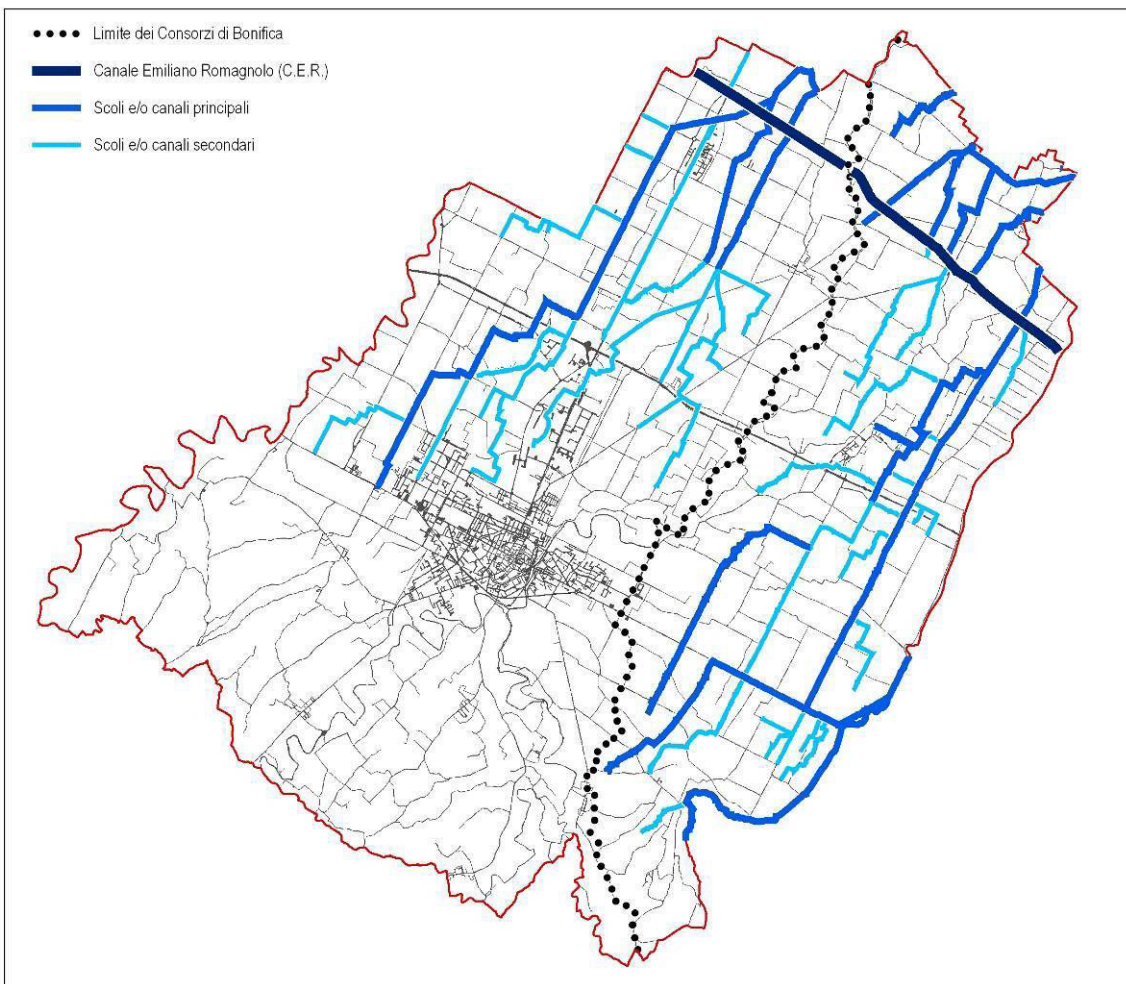 Limite dei Consorzi di Bonifica
Canale Emiliano Romagnolo (C.E.R.)
Scoli e/o canali principali
Scoli e/o canali secondari